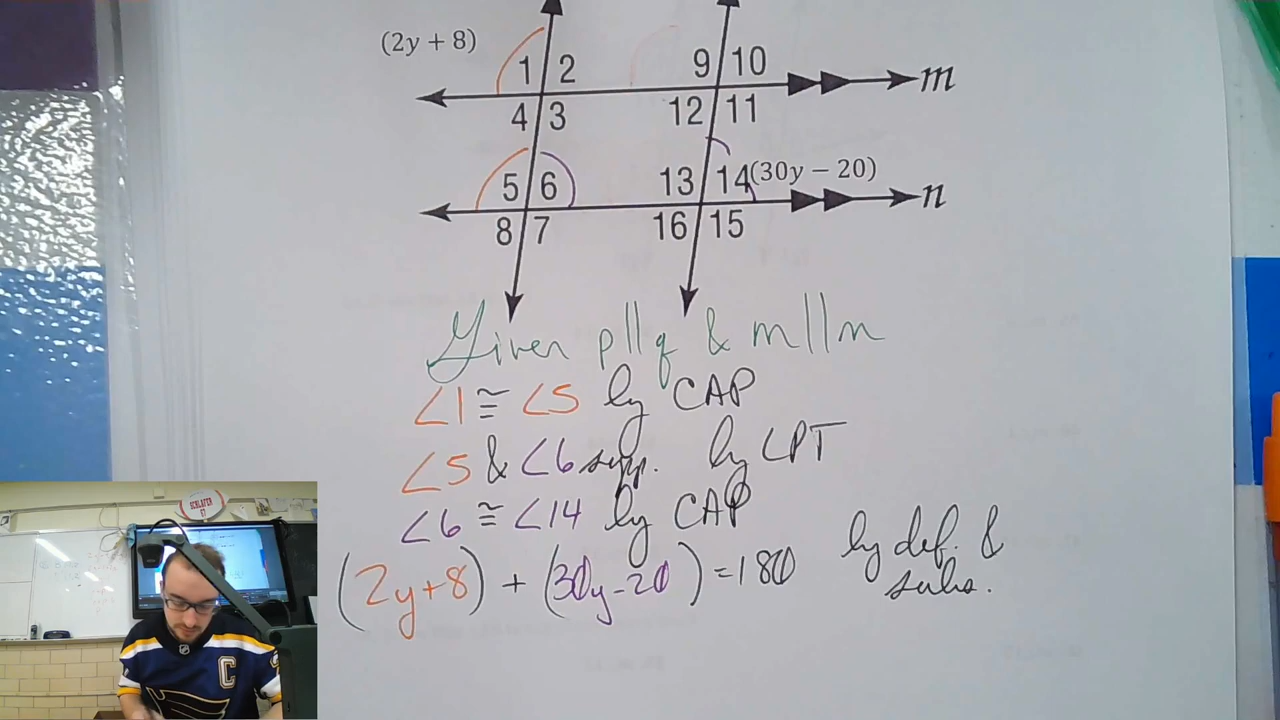 (2y + 8)
1 2 9 10 m
4 3 12 11
5 6 13 14 (30y − 20) n
8 7 16 15
Given p||q & m||n
∠1 ≅ ∠5 by CAP
∠5 & ∠6 supp. by LPT
∠6 ≅ ∠14 by CAP
(2y+8) + (30y-20) = 180 by def. & subs.
SCHLAFER
67
C